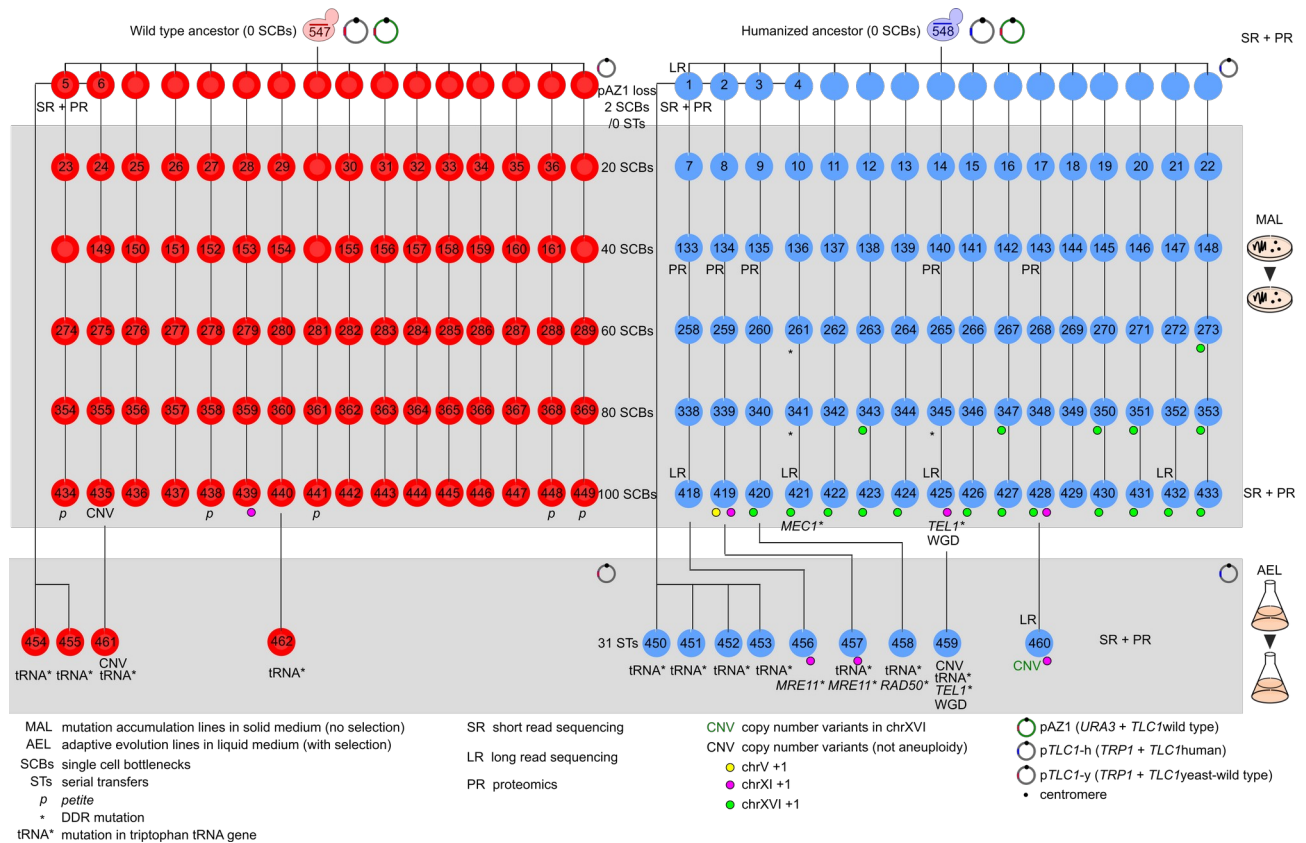 Wild type ancestor (0 SCBs) 547
Humanized ancestor (0 SCBs) 548
SR + PR
LR
5 6
pAZ1 loss
1 2 3 4
SR + PR
2 SCBs
SR + PR
/0 STs
23 24 25 26 27 28 29 30 31 32 33 34 35 36 20 SCBs 7 8 9 10 11 12 13 14 15 16 17 18 19 20 21 22
MAL
149 150 151 152 153 154 155 156 157 158 159 160 161 40 SCBs 133 134 135 136 137 138 139 140 141 142 143 144 145 146 147 148
PR PR PR PR PR
274 275 276 277 278 279 280 281 282 283 284 285 286 287 288 289 60 SCBs 258 259 260 261 262 263 264 265 266 267 268 269 270 271 272 273
*
354 355 356 357 358 359 360 361 362 363 364 365 366 367 368 369 80 SCBs 338 339 340 341 342 343 344 345 346 347 348 349 350 351 352 353
* *
LR LR LR LR
434 435 436 437 438 439 440 441 442 443 444 445 446 447 448 449 100 SCBs 418 419 420 421 422 423 424 425 426 427 428 429 430 431 432 433 SR + PR
p CNV p p p p MEC1* TEL1*
WGD
AEL
LR
454 455 461 462 31 STs 450 451 452 453 456 457 458 459 460 SR + PR
tRNA* tRNA* CNV tRNA* tRNA* tRNA* tRNA* tRNA* tRNA* tRNA* CNV CNV
tRNA* MRE11* MRE11* RAD50* tRNA*
TEL1*
WGD
MAL mutation accumulation lines in solid medium (no selection)
AEL adaptive evolution lines in liquid medium (with selection)
SCBs single cell bottlenecks
STs serial transfers
p petite
* DDR mutation
tRNA* mutation in triptophan tRNA gene
SR short read sequencing
LR long read sequencing
PR proteomics
CNV copy number variants in chrXVI
CNV copy number variants (not aneuploidy)
chrV +1
chrXI +1
chrXVI +1
pAZ1 (URA3 + TLC1wild type)
pTLC1-h (TRP1 + TLC1human)
pTLC1-y (TRP1 + TLC1yeast-wild type)
centromere